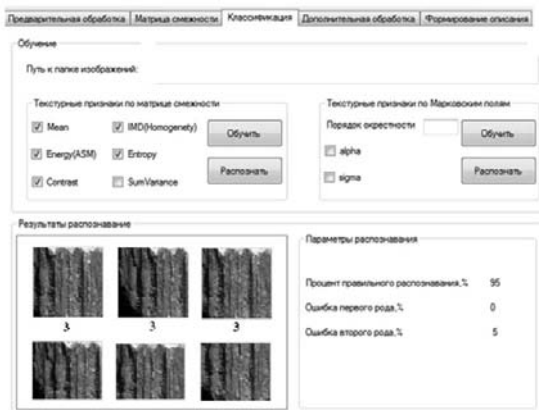 Предварительная обработка Матрица смежности Классификация Дополнительная обработка Формирование описания
Обучение
Путь к папке изображений:
Текстурные признаки по матрице смежности
Mean
IMD(Homogenety)
Обучить
Energy(ASM)
Entropy
Contrast
SumVariance
Распознать
Текстурные признаки по Марковским полям
Порядок окрестности
Обучить
alpha
sigma
Распознать
Результаты распознавание
3 3 3
Параметры распознавания
Процент правильного распознавания,% 95
Ошибка первого рода,% 0
Ошибка второго рода,% 5